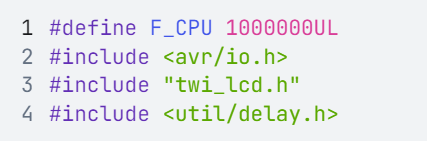 1 #define F_CPU 1000000UL
2 #include <avr/io.h>
3 #include "twi_lcd.h"
4 #include <util/delay.h>